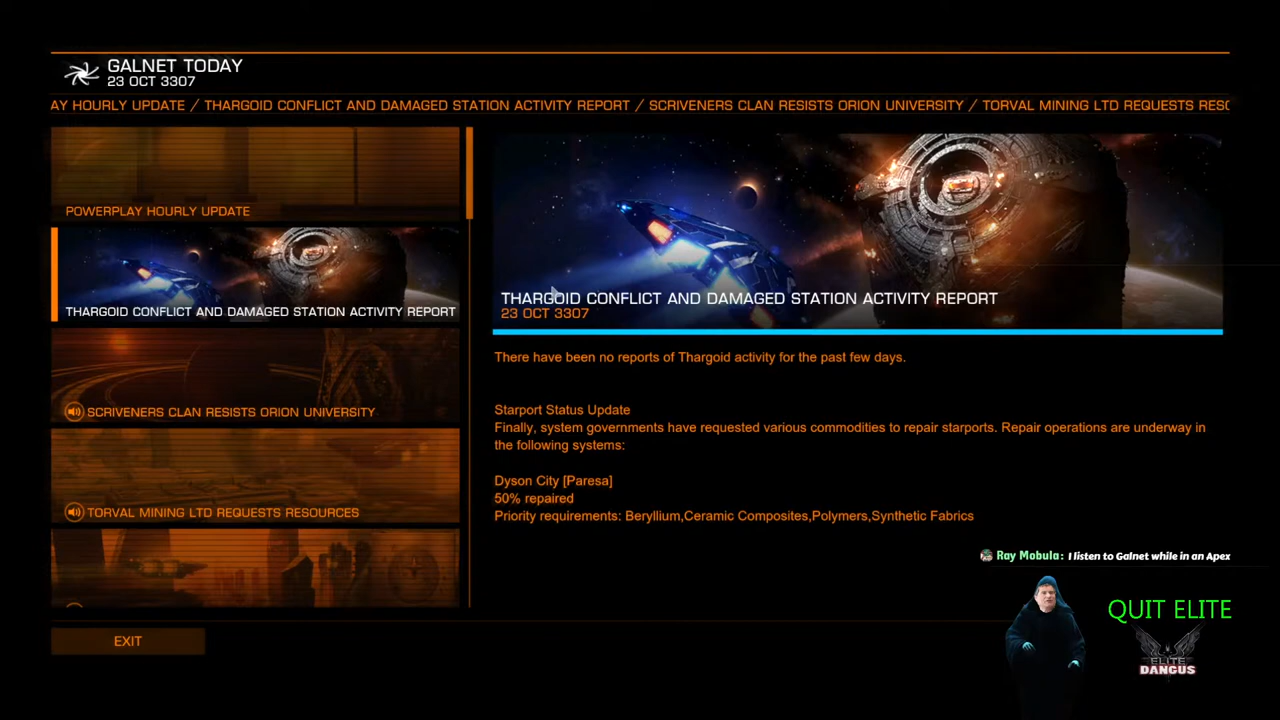 GALNET TODAY
23 OCT 3307
AY HOURLY UPDATE / THARGOID CONFLICT AND DAMAGED STATION ACTIVITY REPORT / SCRIVENERS CLAN RESISTS ORION UNIVERSITY / TORVAL MINING LTD REQUESTS RESO
POWERPLAY HOURLY UPDATE
THARGOID CONFLICT AND DAMAGED STATION ACTIVITY REPORT
SCRIVENERS CLAN RESISTS ORION UNIVERSITY
TORVAL MINING LTD REQUESTS RESOURCES
EXIT
THARGOID CONFLICT AND DAMAGED STATION ACTIVITY REPORT
23 OCT 3307
There have been no reports of Thargoid activity for the past few days.
Starport Status Update
Finally, system governments have requested various commodities to repair starports. Repair operations are underway in
the following systems:
Dyson City [Paresa]
50% repaired
Priority requirements: Beryllium,Ceramic Composites,Polymers,Synthetic Fabrics
Ray Mobula: I listen to Galnet while in an Apex
QUIT ELITE
ELITE
DANGUS